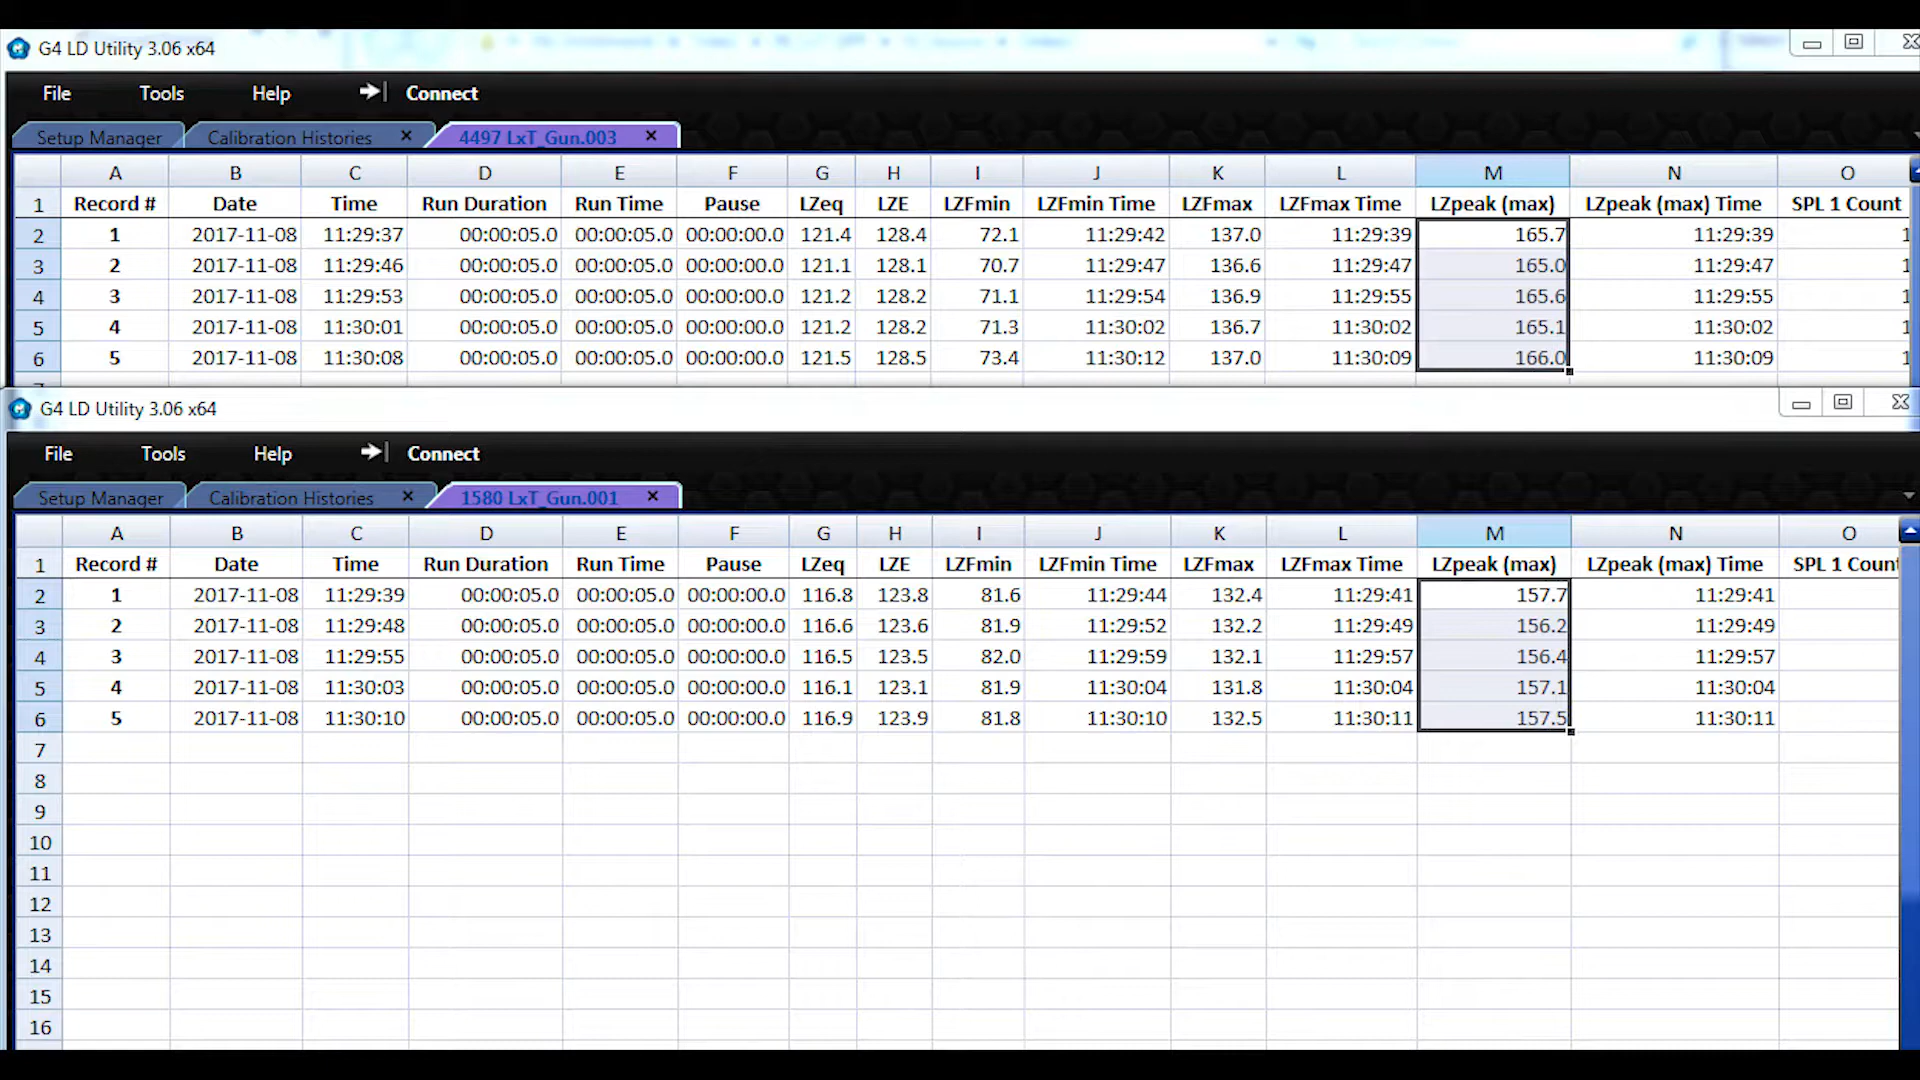 G4 LD Utility 3.06 x64
File Tools Help Connect
Setup Manager Calibration Histories 4497 LxT_Gun.003
A B C D E F G H I J K L M N O
1 Record # Date Time Run Duration Run Time Pause LZeq LZE LZFmin LZFmin Time LZFmax LZFmax Time LZpeak (max) LZpeak (max) Time SPL 1 Count
2 1 2017-11-08 11:29:37 00:00:05.0 00:00:05.0 00:00:00.0 121.4 128.4 72.1 11:29:42 137.0 11:29:39 165.7 11:29:39 1
3 2 2017-11-08 11:29:46 00:00:05.0 00:00:05.0 00:00:00.0 121.1 128.1 70.7 11:29:47 136.6 11:29:47 165.0 11:29:47 1
4 3 2017-11-08 11:29:53 00:00:05.0 00:00:05.0 00:00:00.0 121.2 128.2 71.1 11:29:54 136.9 11:29:55 165.6 11:29:55 1
5 4 2017-11-08 11:30:01 00:00:05.0 00:00:05.0 00:00:00.0 121.2 128.2 71.3 11:30:02 136.7 11:30:02 165.1 11:30:02 1
6 5 2017-11-08 11:30:08 00:00:05.0 00:00:05.0 00:00:00.0 121.5 128.5 73.4 11:30:12 137.0 11:30:09 166.0 11:30:09 1
G4 LD Utility 3.06 x64
File Tools Help Connect
Setup Manager Calibration Histories 1580 LxT_Gun.001
A B C D E F G H I J K L M N O
1 Record # Date Time Run Duration Run Time Pause LZeq LZE LZFmin LZFmin Time LZFmax LZFmax Time LZpeak (max) LZpeak (max) Time SPL 1 Count
2 1 2017-11-08 11:29:39 00:00:05.0 00:00:05.0 00:00:00.0 116.8 123.8 81.6 11:29:44 132.4 11:29:41 157.7 11:29:41
3 2 2017-11-08 11:29:48 00:00:05.0 00:00:05.0 00:00:00.0 116.6 123.6 81.9 11:29:52 132.2 11:29:49 156.2 11:29:49
4 3 2017-11-08 11:29:55 00:00:05.0 00:00:05.0 00:00:00.0 116.5 123.5 82.0 11:29:59 132.1 11:29:57 156.4 11:29:57
5 4 2017-11-08 11:30:03 00:00:05.0 00:00:05.0 00:00:00.0 116.1 123.1 81.9 11:30:04 131.8 11:30:04 157.1 11:30:04
6 5 2017-11-08 11:30:10 00:00:05.0 00:00:05.0 00:00:00.0 116.9 123.9 81.8 11:30:10 132.5 11:30:11 157.5 11:30:11
7
8
9
10
11
12
13
14
15
16